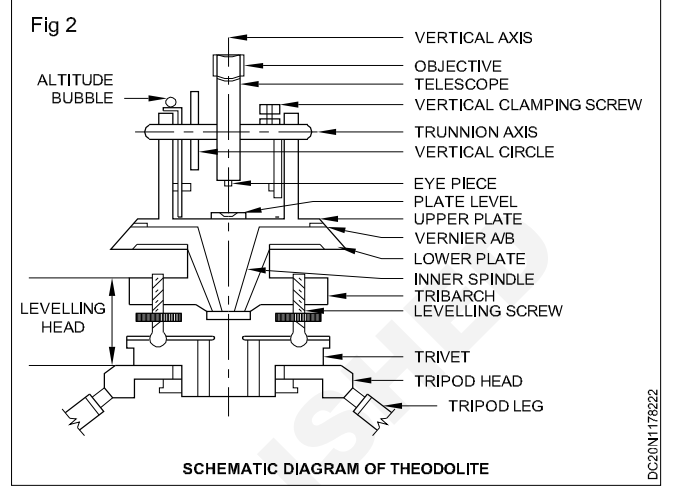 Fig 2
VERTICAL AXIS
OBJECTIVE
TELESCOPE
ALTITUDE
BUBBLE
VERTICAL CLAMPING SCREW
TRUNNION AXIS
VERTICAL CIRCLE
EYE PIECE
PLATE LEVEL
UPPER PLATE
VERNIER A/B
LOWER PLATE
INNER SPINDLE
TRIBARCH
LEVELLING SCREW
LEVELLING
HEAD
TRIVET
TRIPOD HEAD
TRIPOD LEG
SCHEMATIC DIAGRAM OF THEODOLITE
DC20N1178222